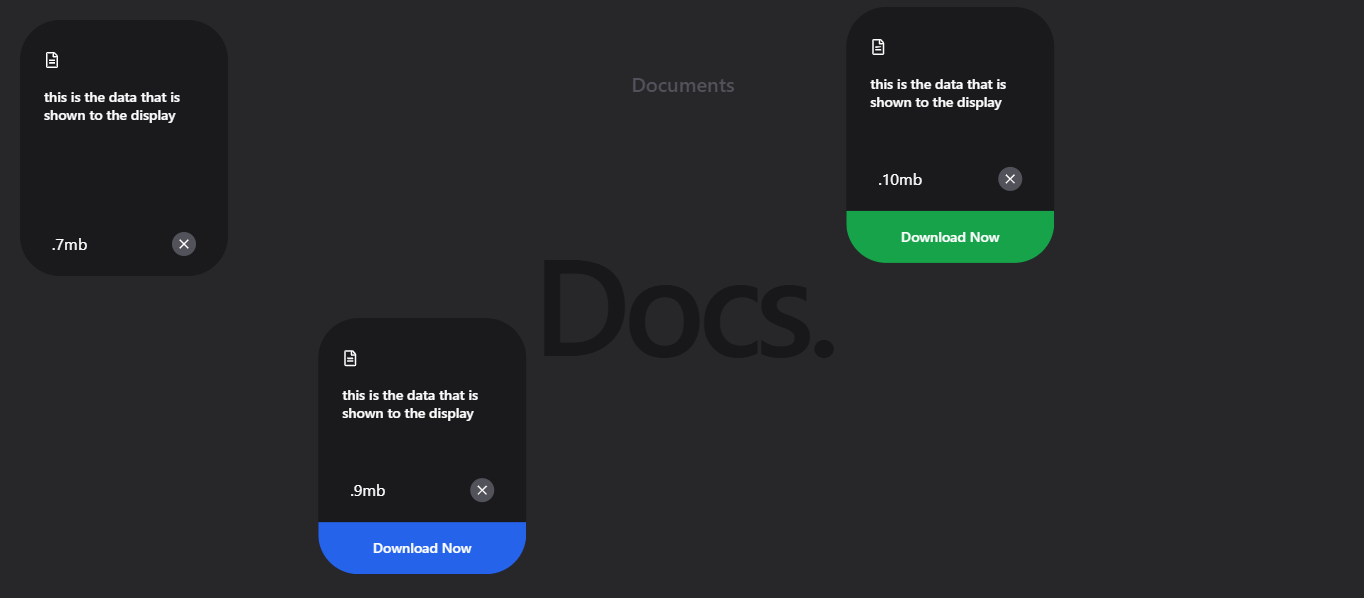 this is the data that is
shown to the display
.7mb
Documents
Docs.
this is the data that is
shown to the display
.9mb
Download Now
this is the data that is
shown to the display
.10mb
Download Now